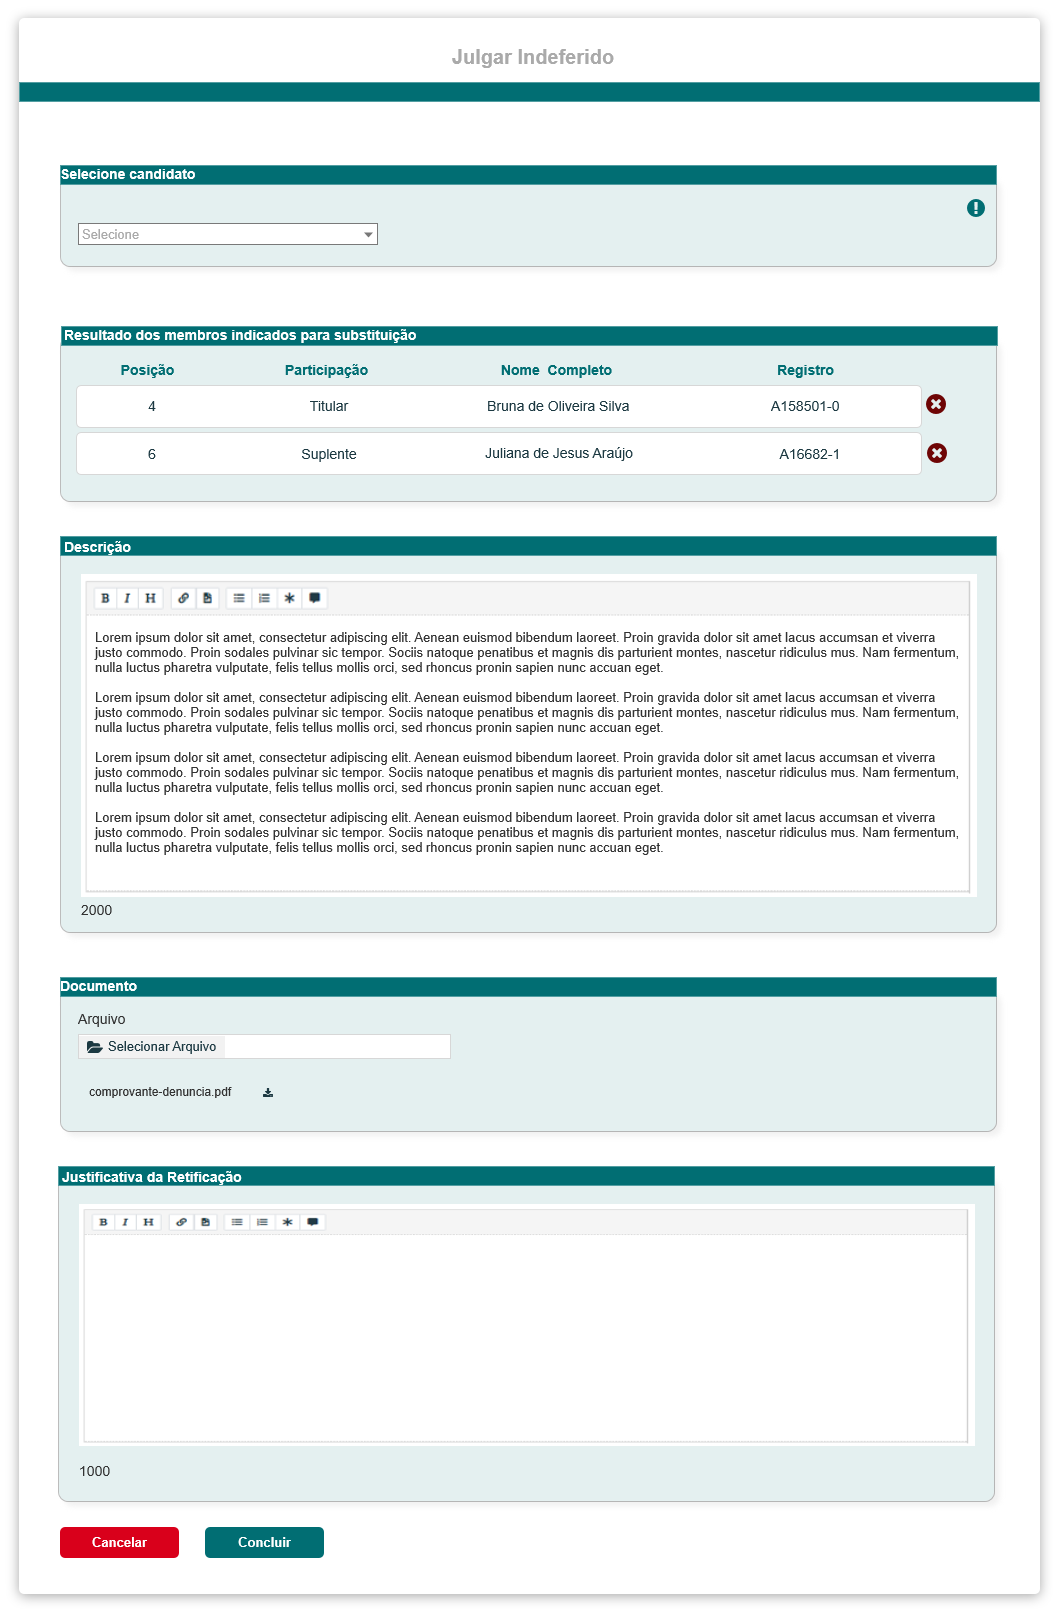 Julgar Indeferido
Selecione candidato
Selecione
Resultado dos membros indicados para substituição
Posição Participação Nome Completo Registro
4 Titular Bruna de Oliveira Silva A158501-0
6 Suplente Juliana de Jesus Araújo A16682-1
Descrição
B I H
Lorem ipsum dolor sit amet, consectetur adipiscing elit. Aenean euismod bibendum laoreet. Proin gravida dolor sit amet lacus accumsan et viverra
justo commodo. Proin sodales pulvinar sic tempor. Sociis natoque penatibus et magnis dis parturient montes, nascetur ridiculus mus. Nam fermentum,
nulla luctus pharetra vulputate, felis tellus mollis orci, sed rhoncus pronin sapien nunc accuan eget.
Lorem ipsum dolor sit amet, consectetur adipiscing elit. Aenean euismod bibendum laoreet. Proin gravida dolor sit amet lacus accumsan et viverra
justo commodo. Proin sodales pulvinar sic tempor. Sociis natoque penatibus et magnis dis parturient montes, nascetur ridiculus mus. Nam fermentum,
nulla luctus pharetra vulputate, felis tellus mollis orci, sed rhoncus pronin sapien nunc accuan eget.
Lorem ipsum dolor sit amet, consectetur adipiscing elit. Aenean euismod bibendum laoreet. Proin gravida dolor sit amet lacus accumsan et viverra
justo commodo. Proin sodales pulvinar sic tempor. Sociis natoque penatibus et magnis dis parturient montes, nascetur ridiculus mus. Nam fermentum,
nulla luctus pharetra vulputate, felis tellus mollis orci, sed rhoncus pronin sapien nunc accuan eget.
Lorem ipsum dolor sit amet, consectetur adipiscing elit. Aenean euismod bibendum laoreet. Proin gravida dolor sit amet lacus accumsan et viverra
justo commodo. Proin sodales pulvinar sic tempor. Sociis natoque penatibus et magnis dis parturient montes, nascetur ridiculus mus. Nam fermentum,
nulla luctus pharetra vulputate, felis tellus mollis orci, sed rhoncus pronin sapien nunc accuan eget.
2000
Documento
Arquivo
Selecionar Arquivo
comprovante-denuncia.pdf
Justificativa da Retificação
B I H
1000
Cancelar Concluir